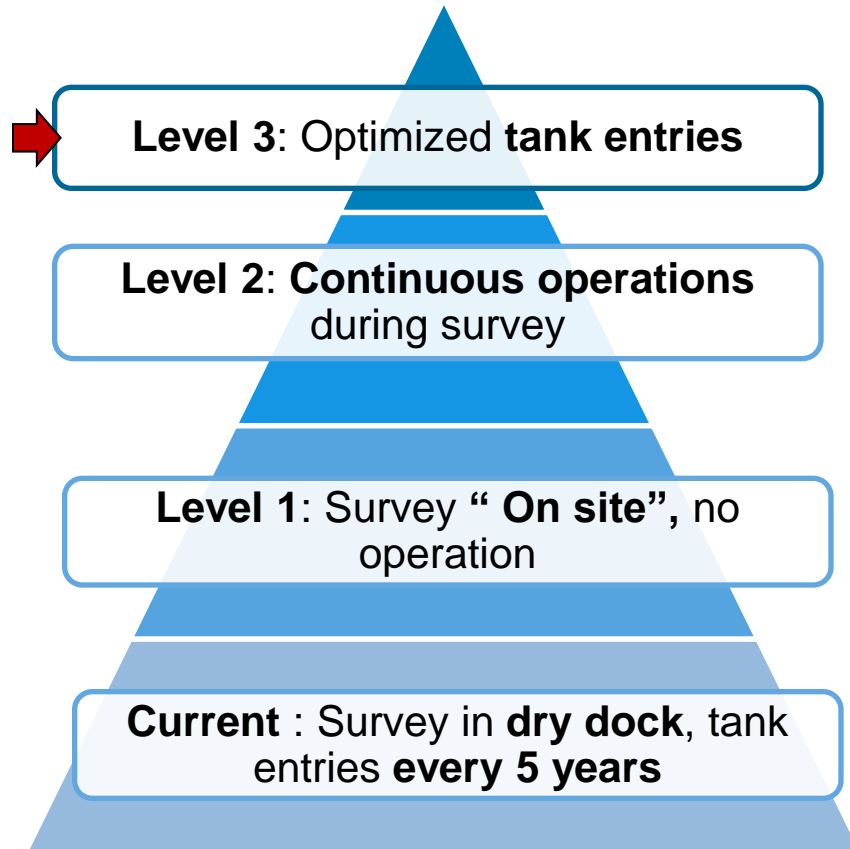 Level 3: Optimized tank entries
Level 2: Continuous operations
during survey
Level 1: Survey “ On site”, no
operation
Current : Survey in dry dock, tank
entries every 5 years